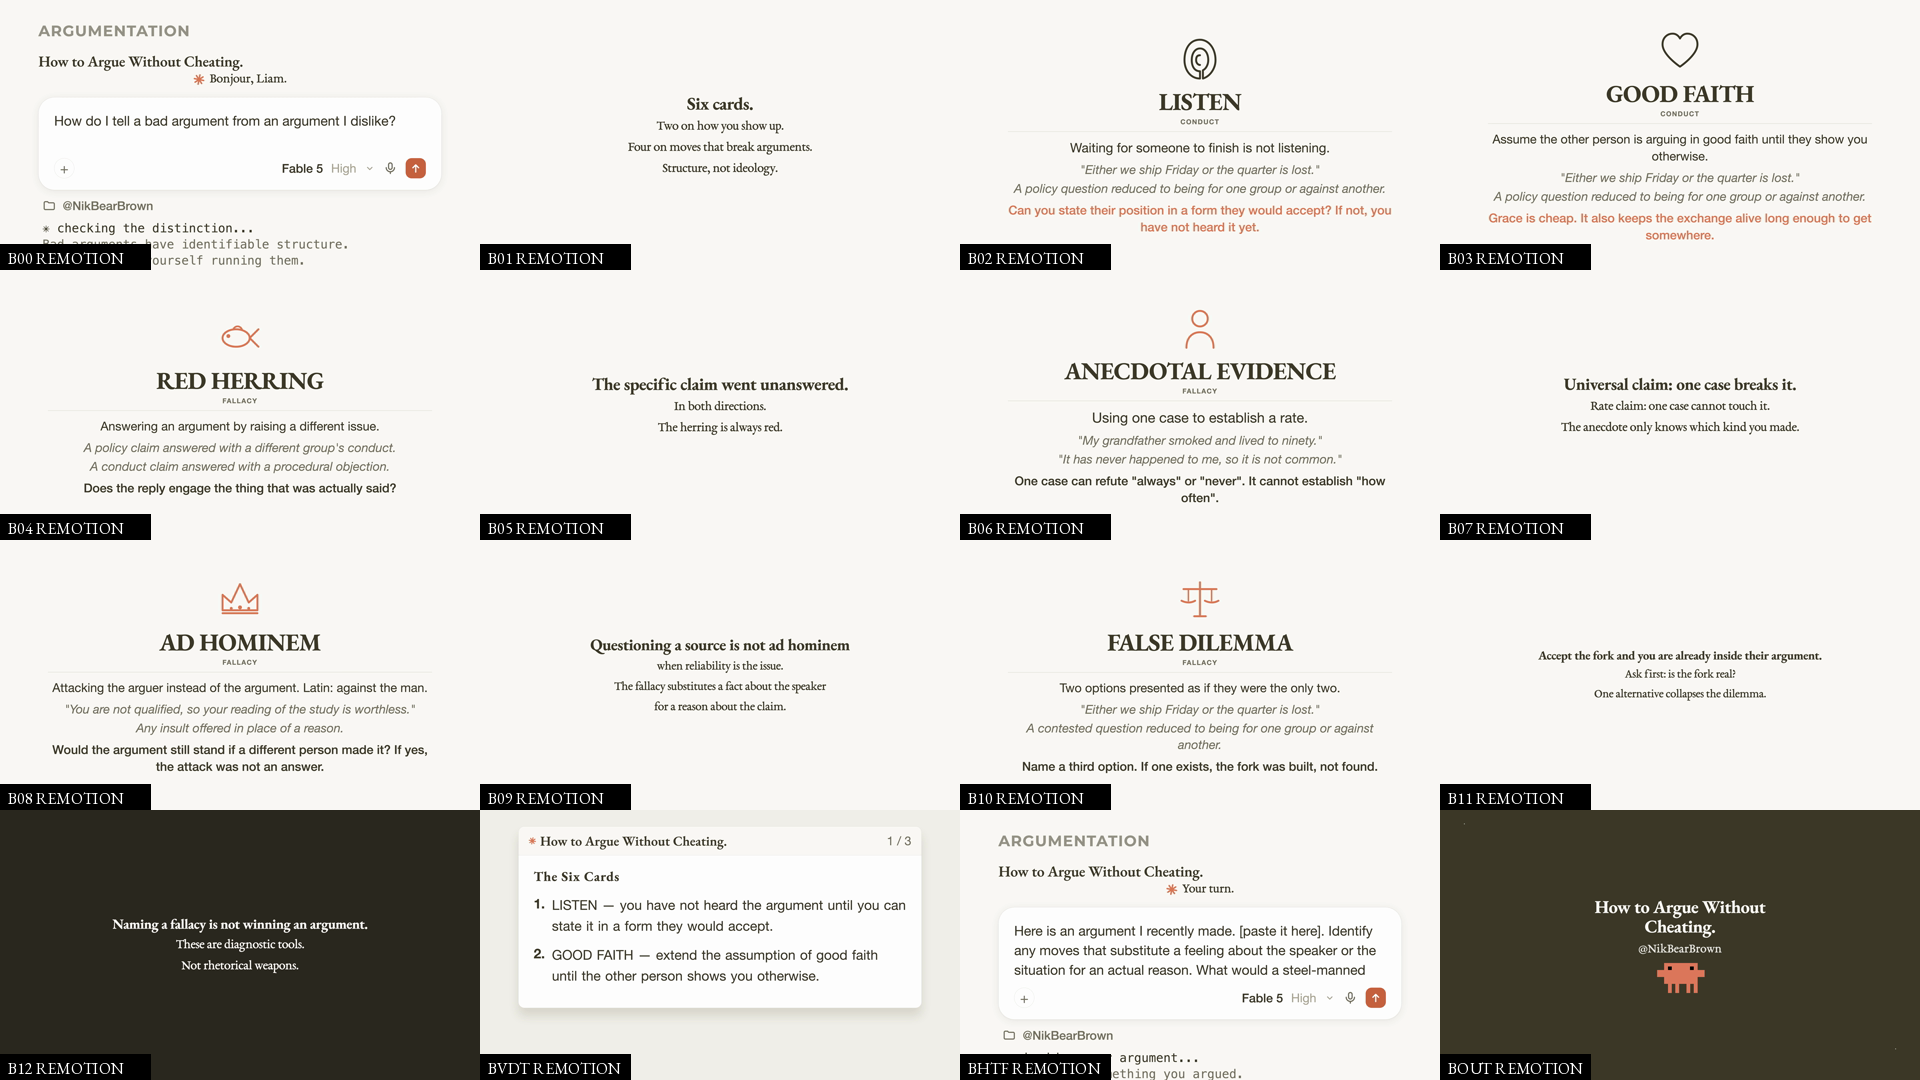 ARGUMENTATION
How to Argue Without Cheating.
Bonjour, Liam.
How do I tell a bad argument from an argument I dislike?
+
Fable 5 High
@NikBearBrown
checking the distinction...
Bad arguments have identifiable structure.
yourself running them.
B00 REMOTION
Six cards.
Two on how you show up.
Four on moves that break arguments.
Structure, not ideology.
B01 REMOTION
LISTEN
CONDUCT
Waiting for someone to finish is not listening.
"Either we ship Friday or the quarter is lost."
A policy question reduced to being for one group or against another.
Can you state their position in a form they would accept? If not, you
have not heard it yet.
B02 REMOTION
GOOD FAITH
CONDUCT
Assume the other person is arguing in good faith until they show you
otherwise.
"Either we ship Friday or the quarter is lost."
A policy question reduced to being for one group or against another.
Grace is cheap. It also keeps the exchange alive long enough to get
somewhere.
B03 REMOTION
RED HERRING
FALLACY
Answering an argument by raising a different issue.
A policy claim answered with a different group's conduct.
A conduct claim answered with a procedural objection.
Does the reply engage the thing that was actually said?
B04 REMOTION
The specific claim went unanswered.
In both directions.
The herring is always red.
B05 REMOTION
ANECDOTAL EVIDENCE
FALLACY
Using one case to establish a rate.
"My grandfather smoked and lived to ninety."
"It has never happened to me, so it is not common."
One case can refute "always" or "never". It cannot establish "how
often".
B06 REMOTION
Universal claim: one case breaks it.
Rate claim: one case cannot touch it.
The anecdote only knows which kind you made.
B07 REMOTION
AD HOMINEM
FALLACY
Attacking the arguer instead of the argument. Latin: against the man.
"You are not qualified, so your reading of the study is worthless."
Any insult offered in place of a reason.
Would the argument still stand if a different person made it? If yes,
the attack was not an answer.
B08 REMOTION
Questioning a source is not ad hominem
when reliability is the issue.
The fallacy substitutes a fact about the speaker
for a reason about the claim.
B09 REMOTION
FALSE DILEMMA
FALLACY
Two options presented as if they were the only two.
"Either we ship Friday or the quarter is lost."
A contested question reduced to being for one group or against
another.
Name a third option. If one exists, the fork was built, not found.
B10 REMOTION
Accept the fork and you are already inside their argument.
Ask first: is the fork real?
One alternative collapses the dilemma.
B11 REMOTION
Naming a fallacy is not winning an argument.
These are diagnostic tools.
Not rhetorical weapons.
B12 REMOTION
How to Argue Without Cheating.
1 / 3
The Six Cards
1. LISTEN — you have not heard the argument until you can
state it in a form they would accept.
2. GOOD FAITH — extend the assumption of good faith
until the other person shows you otherwise.
BVDT REMOTION
ARGUMENTATION
How to Argue Without Cheating.
Your turn.
Here is an argument I recently made. [paste it here]. Identify
any moves that substitute a feeling about the speaker or the
situation for an actual reason. What would a steel-manned
+
Fable 5 High
@NikBearBrown
argument...
something you argued.
BHTF REMOTION
How to Argue Without
Cheating.
@NikBearBrown
BOUT REMOTION